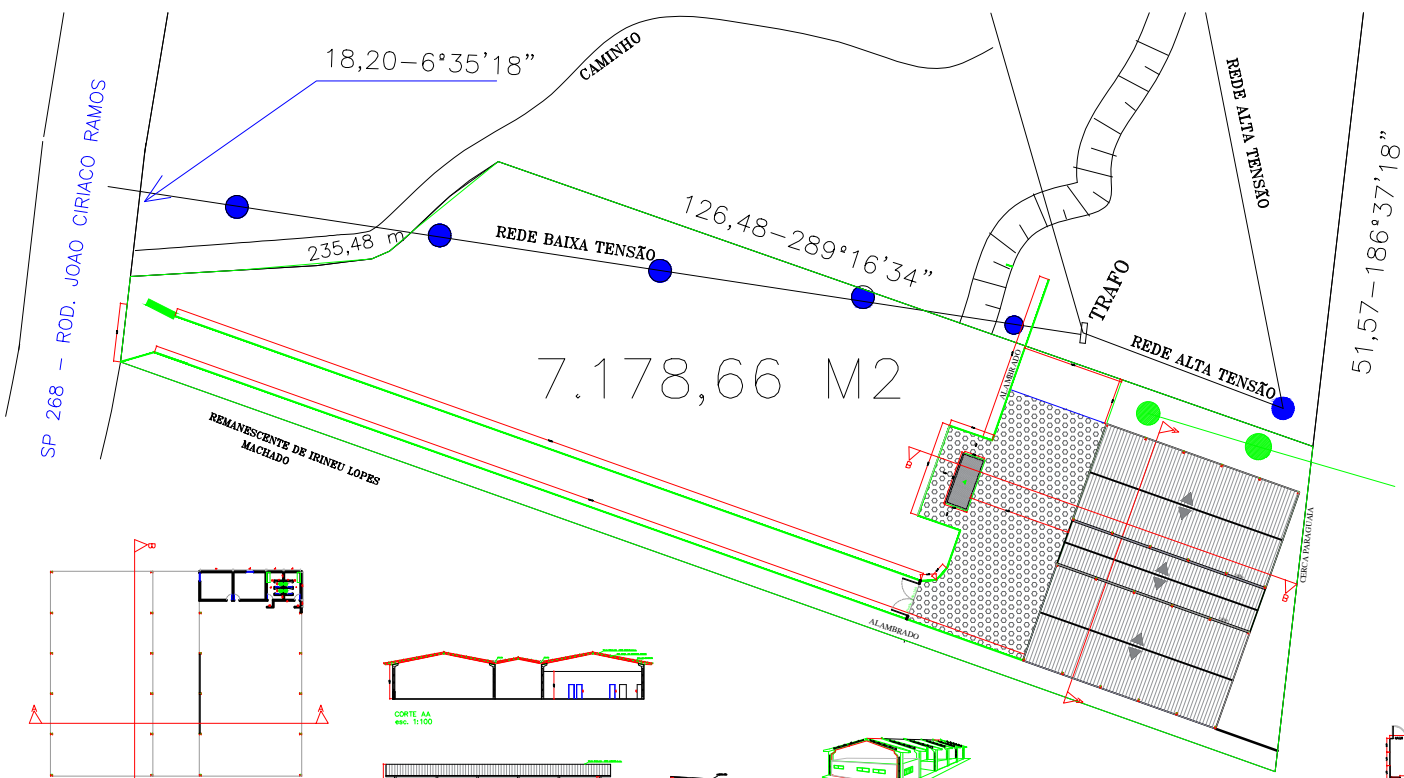 18,20-6°35'18"
CAMINHO
SP 268 - ROD. JOAO CIRIACO RAMOS
REDE ALTA TENSÃO
51,57-186°37'18"
235,48 m
REDE BAIXA TENSÃO
126,48-289°16'34"
TRAFO
REDE ALTA TENSÃO
7.178,66 M2
ALAMBRADO
REMANESCENTE DE IRINEU LOPES
MACHADO
B
CERCA PARAGUAIA
B
ALAMBRADO
A
A
B
A
A
CORTE AA
esc. 1:100